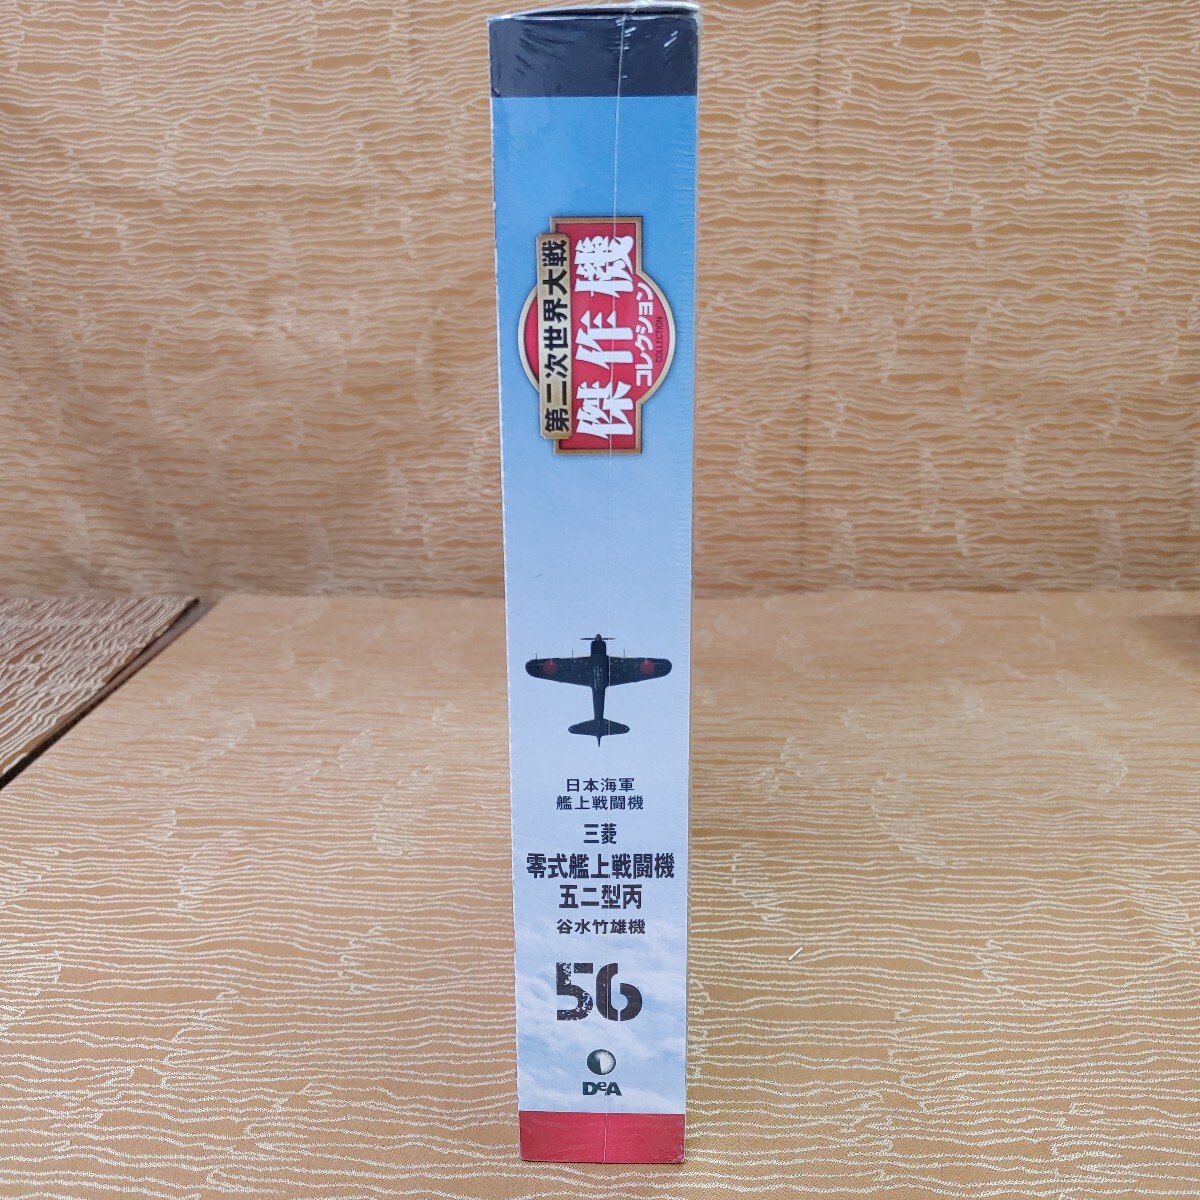 第二次世界大戦
傑作機
コレクション
COLLECTION
日本海軍
艦上戦闘機
三菱
零式艦上戦闘機
五二型丙
谷水竹雄機
56
DeA